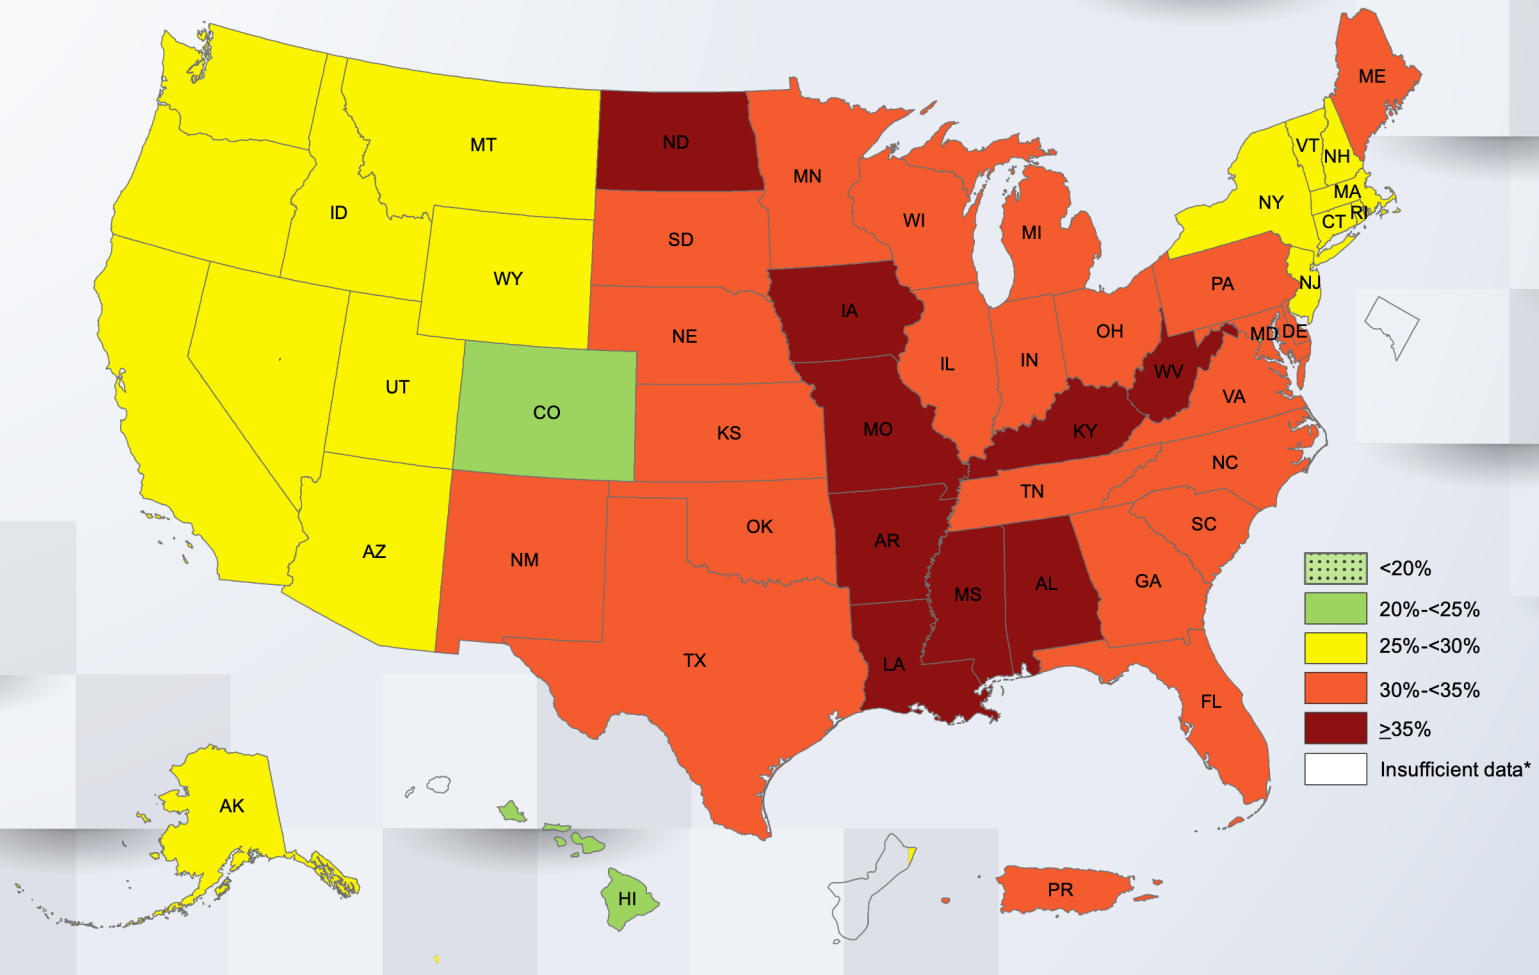 ME
MT
ND
VT
NH
MN
MA
ID
NY
RI
WI
CT
MI
SD
WY
PA
NJ
IA
OH
MD
DE
NE
IN
IL
WV
UT
VA
CO
MO
KS
KY
NC
TN
SC
OK
AR
AZ
NM
<20%
GA
AL
MS
20%-<25%
25%-<30%
TX
LA
30%-<35%
FL
≥35%
Insufficient data*
AK
PR
HI